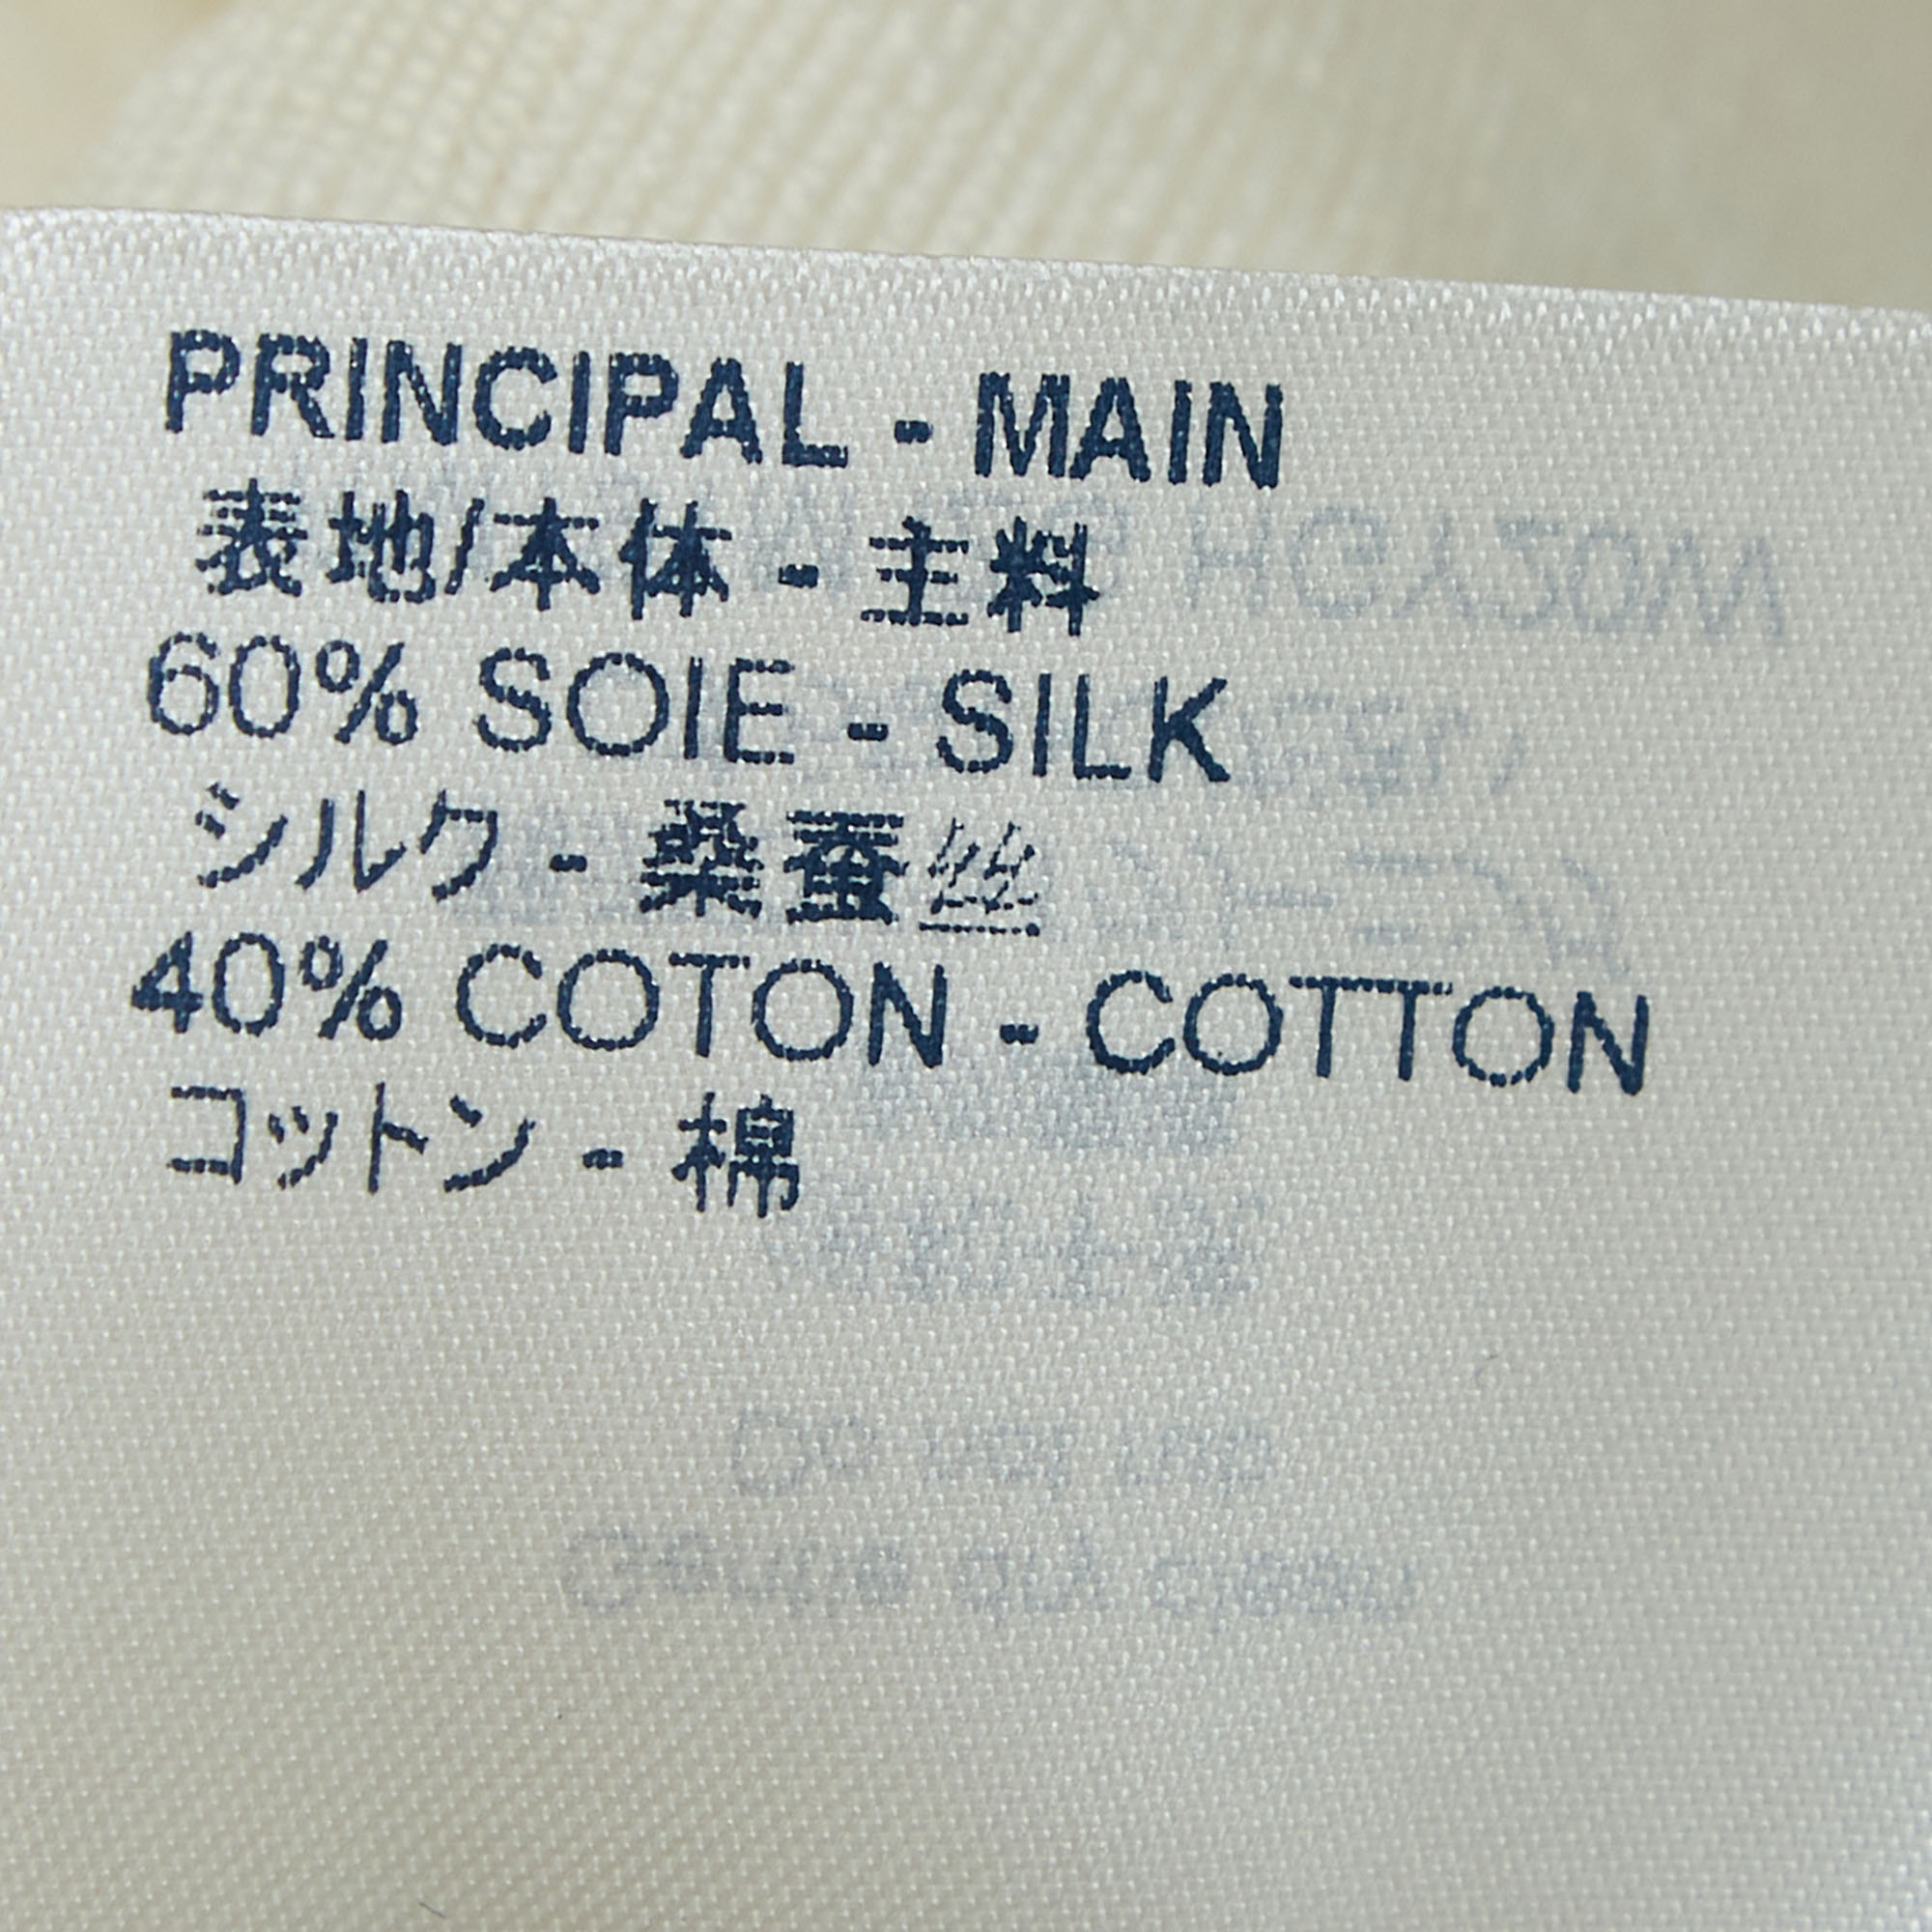 PRINCIPAL - MAIN
表地/本体 - 主料
60% SOIE - SILK
シルク - 桑蚕丝
40% COTON - COTTON
コットン - 棉